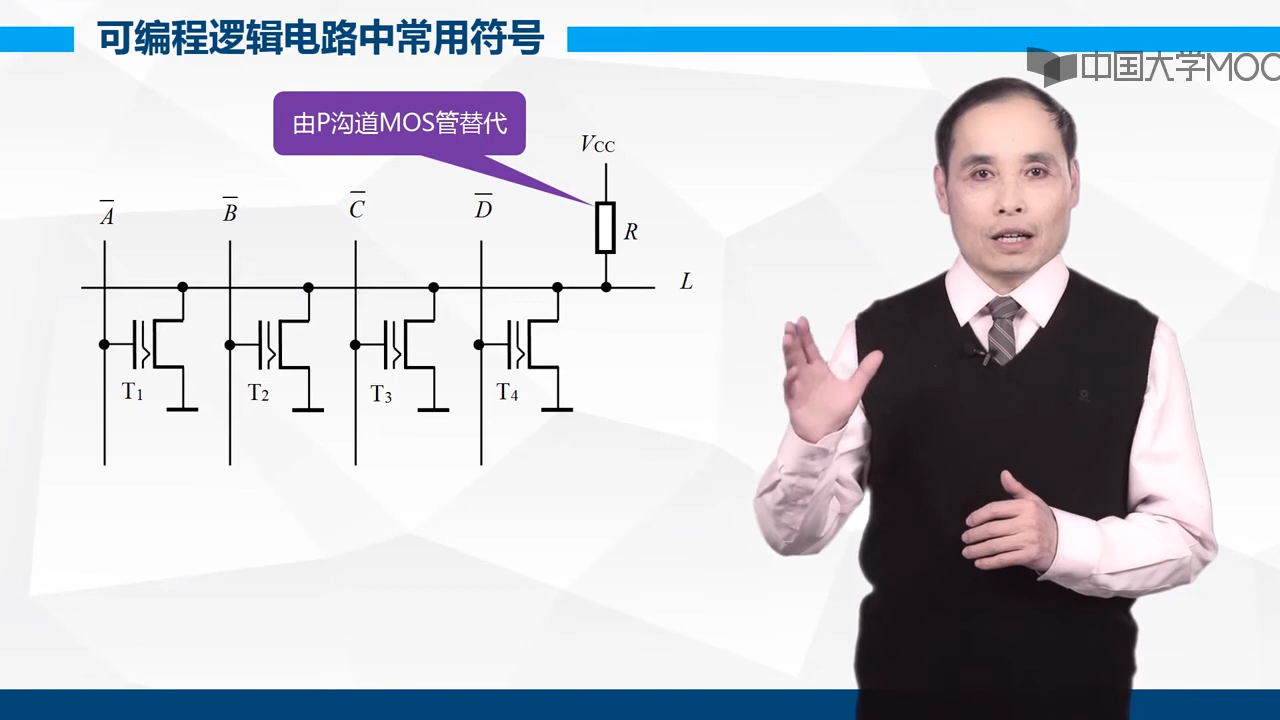 可编程逻辑电路中常用符号
中国大学MOO
由P沟道MOS管替代
VCC
A̅ B̅ C̅ D̅
R
L
T1 T2 T3 T4